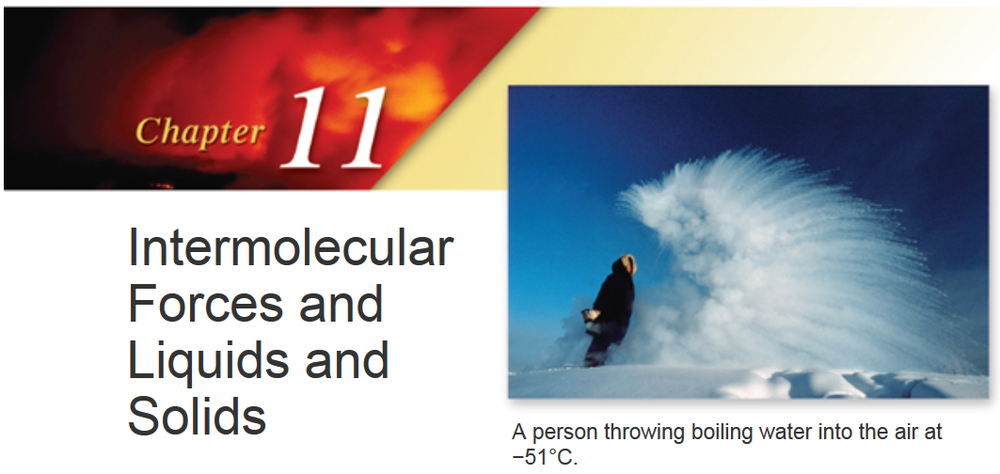 Chapter 11
Intermolecular
Forces and
Liquids and
Solids
A person throwing boiling water into the air at
−51°C.